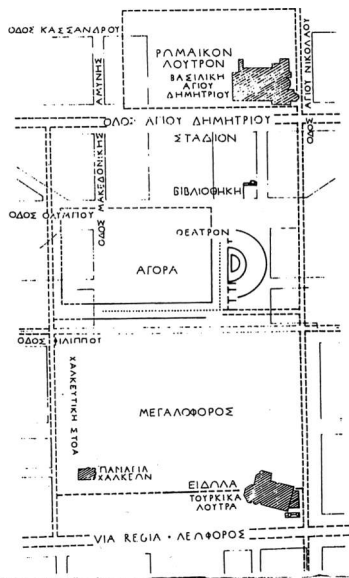 ΟΔΟΣ ΚΑΣΣΑΝΔΡΟΥ
ΑΜΥΝΗΣ
ΡΩΜΑΙΚΟΝ
ΛΟΥΤΡΟΝ
ΒΑΣΙΛΙΚΗ
ΑΓΙΟΥ
ΔΗΜΗΤΡΙΟΥ
ΟΔΟΣ ΑΓΙΟΥ ΝΙΚΟΛΑΟΥ
ΟΔΟΣ ΑΓΙΟΥ ΔΗΜΗΤΡΙΟΥ
ΣΤΑΔΙΟΝ
ΟΔΟΣ ΜΑΚΕΔΟΝΙΚΗΣ
ΒΙΒΛΙΟΘΗΚΗ
ΟΔΟΣ ΟΛΥΜΠΟΥ
ΘΕΑΤΡΟΝ
ΑΓΟΡΑ
ΟΔΟΣ ΦΙΛΙΠΠΟΥ
ΧΑΛΚΕΥΤΙΚΗ ΣΤΟΑ
ΜΕΓΑΛΟΦΟΡΟΣ
ΠΑΝΑΓΙΑ
ΧΑΛΚΕΩΝ
ΕΙΔΩΛΑ
ΤΟΥΡΚΙΚΑ
ΛΟΥΤΡΑ
VIA REGIA · ΛΕΩΦΟΡΟΣ